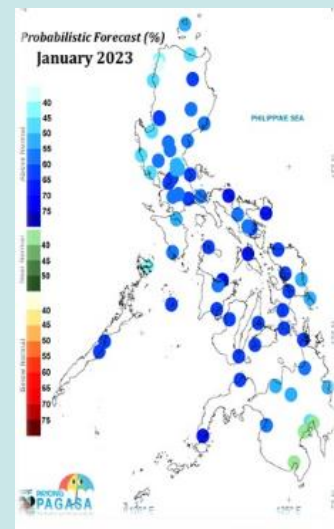 Probabilistic Forecast (%)
January 2023
PHILIPPINE SEA
40
45
50
55
60
65
70
75
Above Normal
40
45
50
Near Normal
40
45
50
55
60
65
70
75
Below Normal
PAGASA